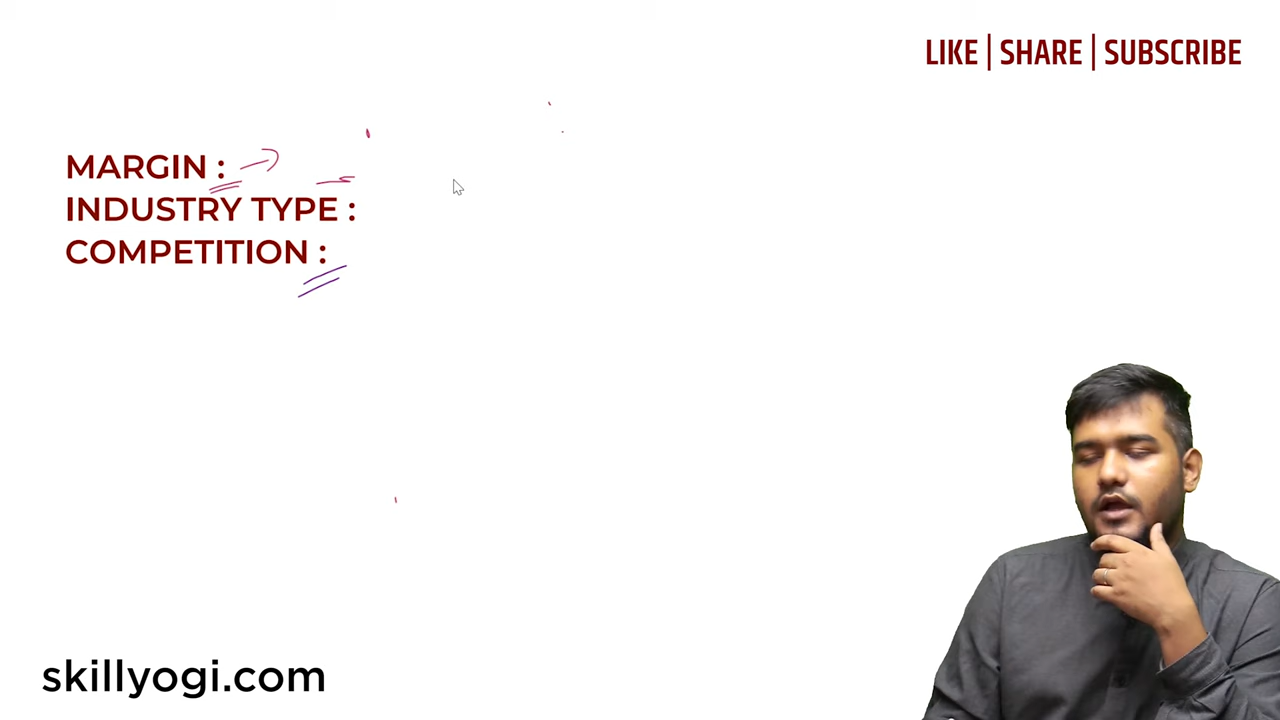 LIKE | SHARE | SUBSCRIBE
MARGIN :
INDUSTRY TYPE :
COMPETITION :
skillyogi.com